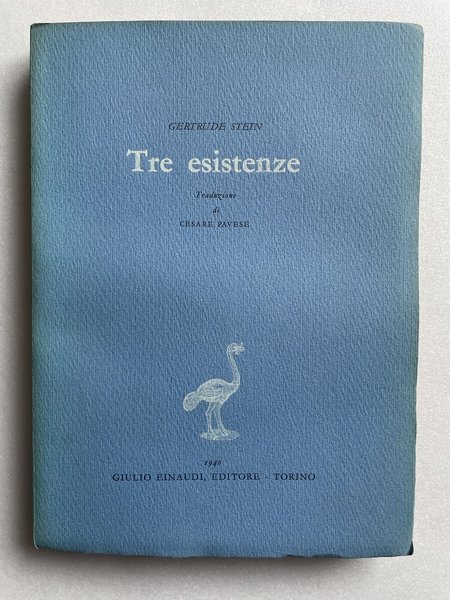 GERTRUDE STEIN
Tre esistenze
Traduzione
di
CESARE PAVESE
1940
GIULIO EINAUDI, EDITORE - TORINO